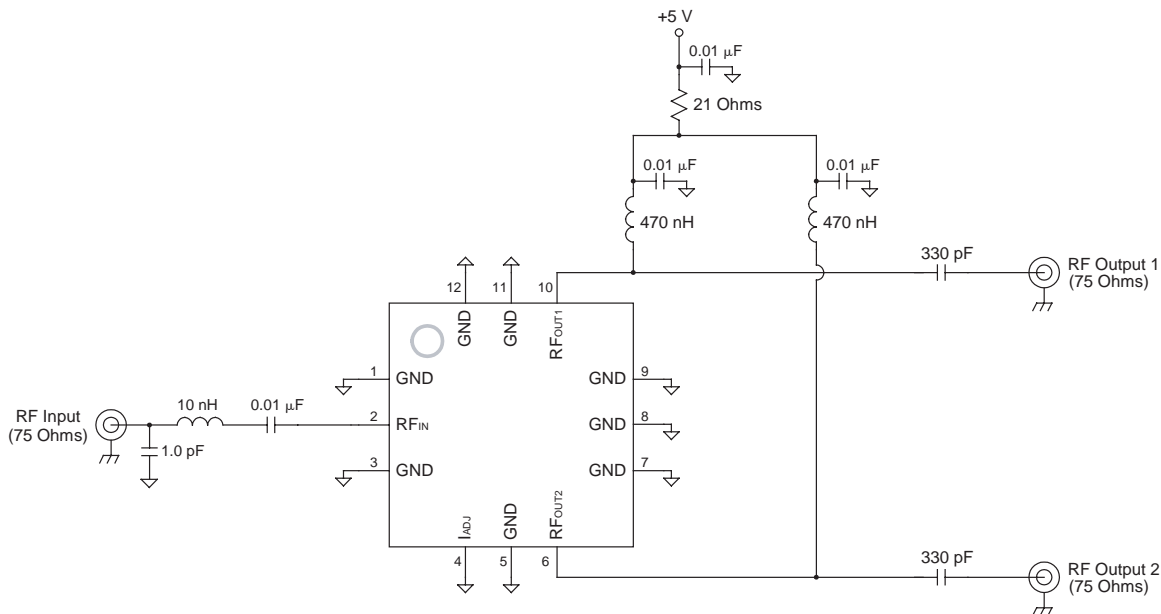 +5 V
0.01 μF
21 Ohms
0.01 μF
0.01 μF
470 nH
470 nH
330 pF
RF Output 1
(75 Ohms)
12
11
10
GND
GND
RFOUT1
1
GND
GND
9
10 nH
0.01 μF
RF Input
(75 Ohms)
2
RFIN
GND
8
1.0 pF
3
GND
GND
7
IADJ
GND
RFOUT2
4
5
6
330 pF
RF Output 2
(75 Ohms)